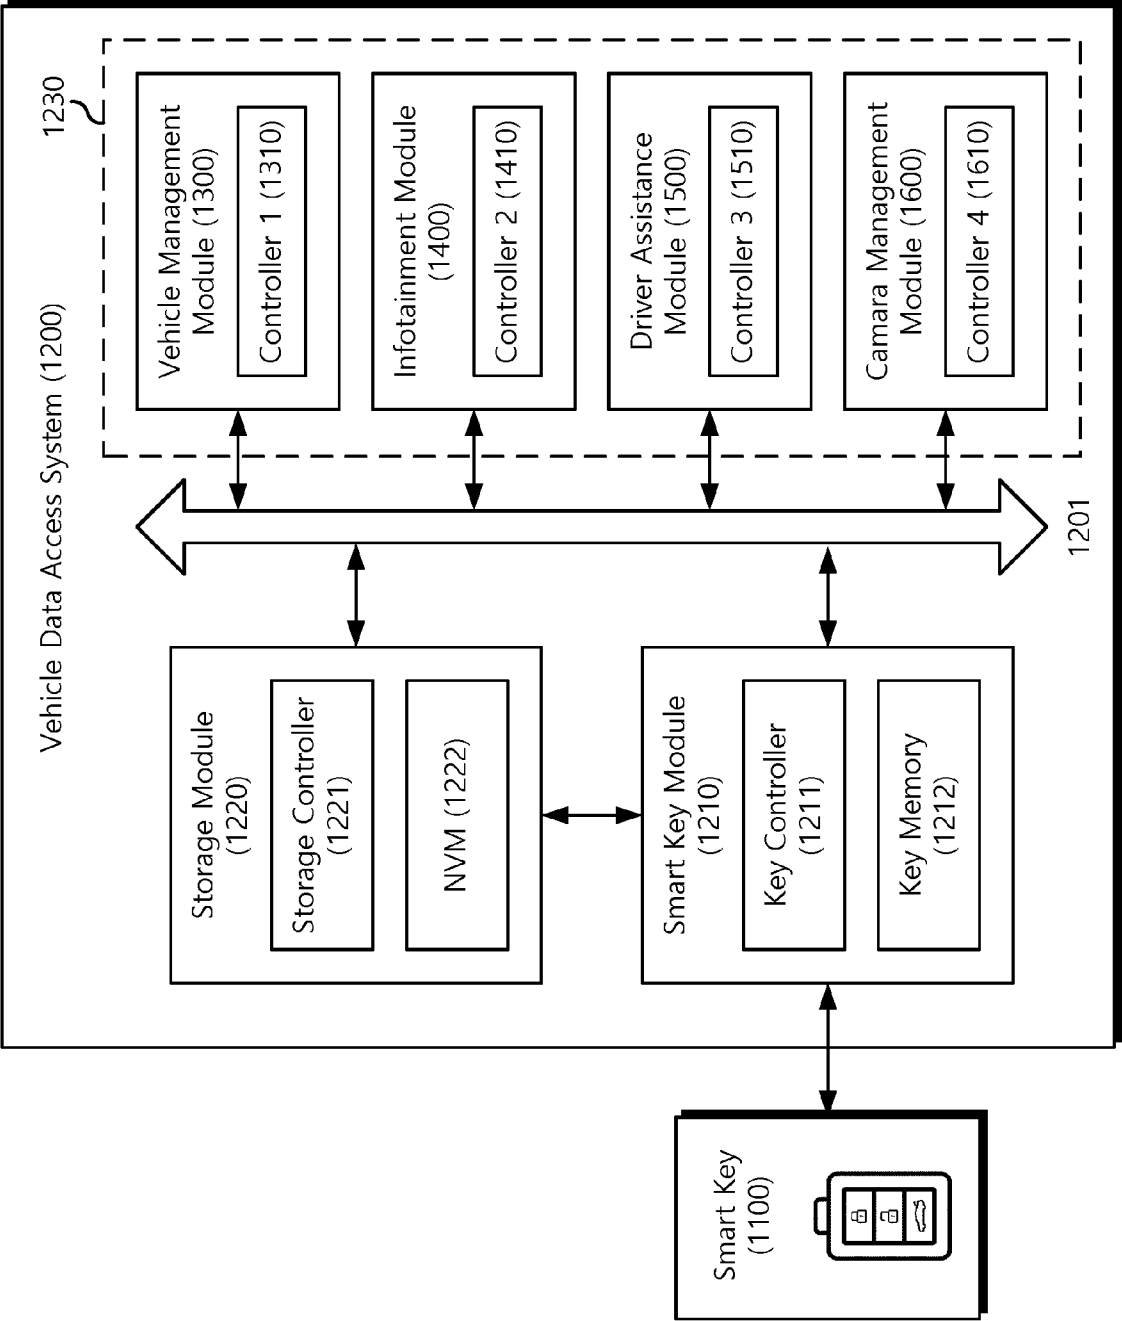 Vehicle Data Access System (1200)
1230
Vehicle Management
Module (1300)
Controller 1 (1310)
Infotainment Module
(1400)
Controller 2 (1410)
Driver Assistance
Module (1500)
Controller 3 (1510)
Camara Management
Module (1600)
Controller 4 (1610)
1201
Storage Module
(1220)
Storage Controller
(1221)
NVM (1222)
Smart Key Module
(1210)
Key Controller
(1211)
Key Memory
(1212)
Smart Key
(1100)